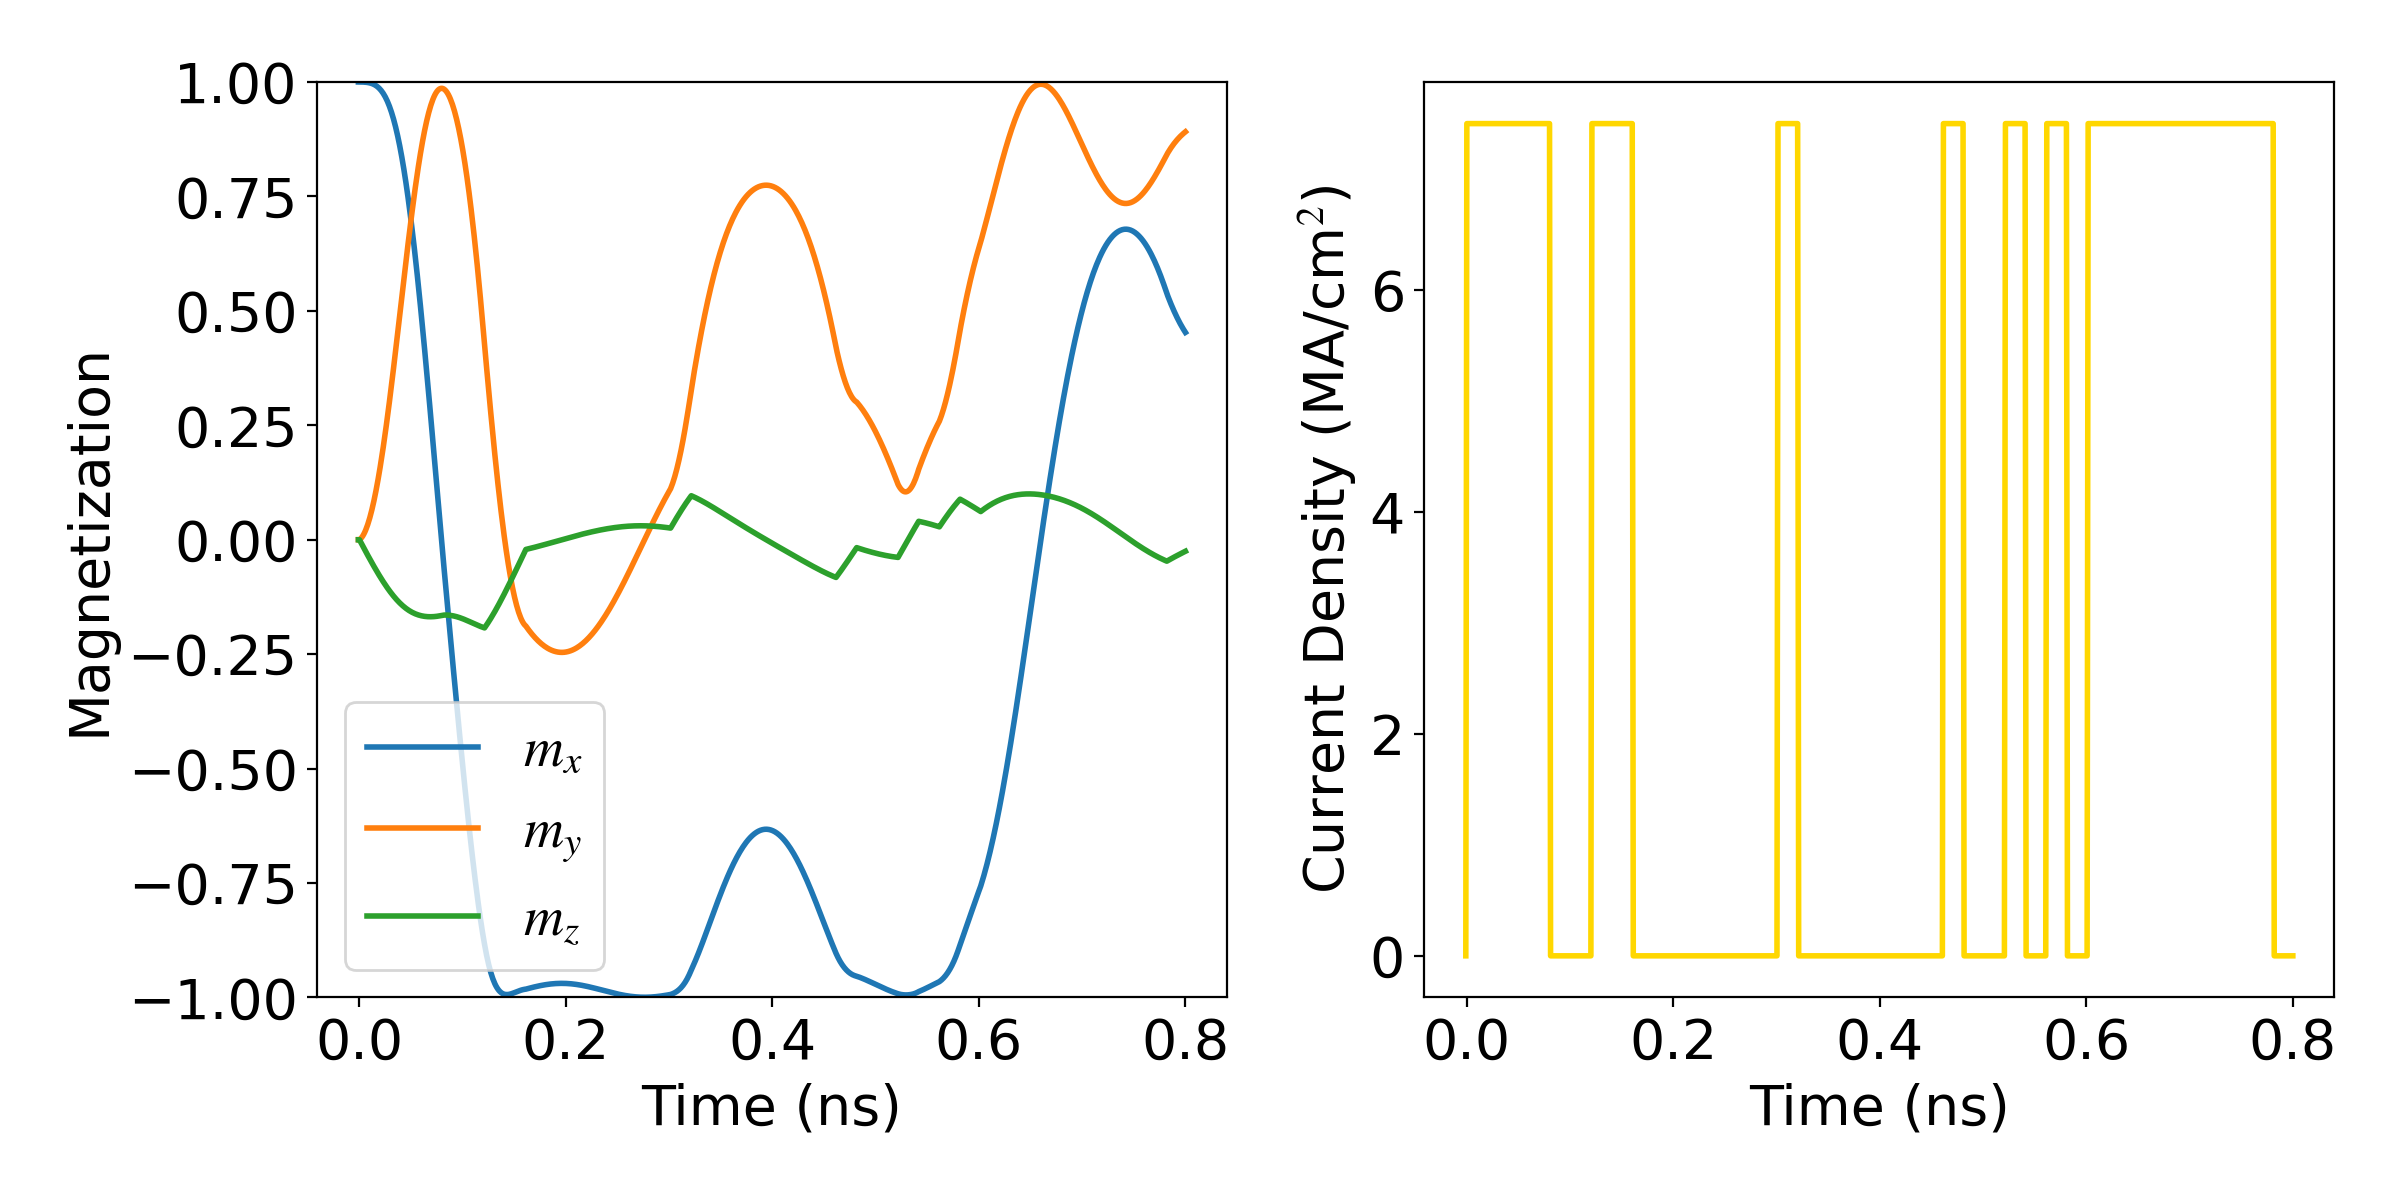 Magnetization
1.00
0.75
0.50
0.25
0.00
−0.25
−0.50
−0.75
−1.00
m_x
m_y
m_z
0.0 0.2 0.4 0.6 0.8
Time (ns)
Current Density (MA/cm²)
6
4
2
0
0.0 0.2 0.4 0.6 0.8
Time (ns)